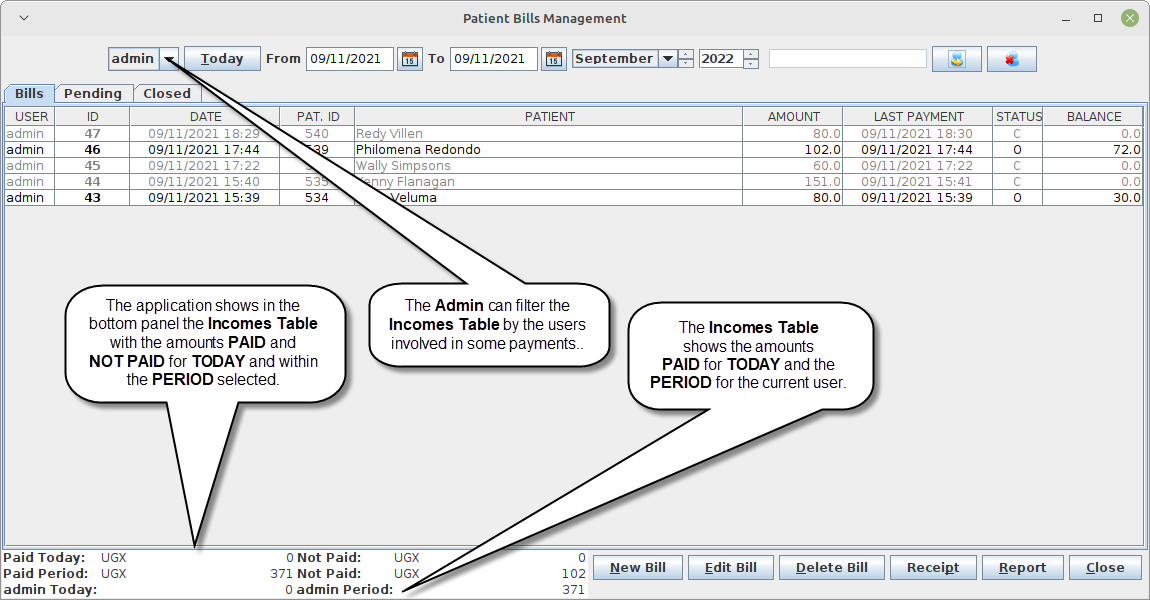 Patient Bills Management
admin Today From 09/11/2021 15 To 09/11/2021 15 September 2022
Bills Pending Closed
USER ID DATE PAT. ID PATIENT AMOUNT LAST PAYMENT STATUS BALANCE
admin 47 09/11/2021 18:29 540 Redy Villen 80.0 09/11/2021 18:30 C 0.0
admin 46 09/11/2021 17:44 Philomena Redondo 102.0 09/11/2021 17:44 O 72.0
admin 45 09/11/2021 17:22 Wally Simpsons 60.0 09/11/2021 17:22 C 0.0
admin 44 09/11/2021 15:40 535 Flanagan 151.0 09/11/2021 15:41 C 0.0
admin 43 09/11/2021 15:39 534 Veluma 80.0 09/11/2021 15:39 O 30.0
The application shows in the
bottom panel the Incomes Table
with the amounts PAID and
NOT PAID for TODAY and within
the PERIOD selected.
The Admin can filter the
Incomes Table by the users
involved in some payments..
The Incomes Table
shows the amounts
PAID for TODAY and the
PERIOD for the current user.
Paid Today: UGX 0 Not Paid: UGX 0
Paid Period: UGX 371 Not Paid: UGX 102
admin Today: 0 admin Period: 371
New Bill Edit Bill Delete Bill Receipt Report Close